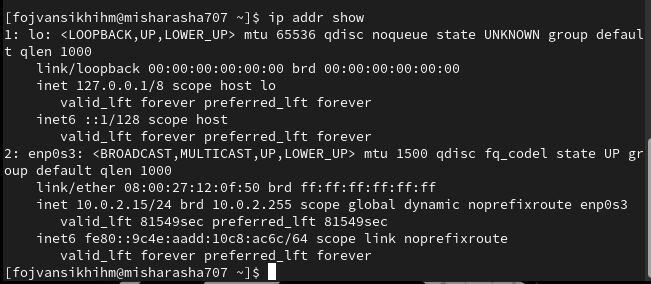 [fojvansikhihm@misharasha707 ~]$ ip addr show
1: lo: <LOOPBACK,UP,LOWER_UP> mtu 65536 qdisc noqueue state UNKNOWN group defaul
t qlen 1000
    link/loopback 00:00:00:00:00:00 brd 00:00:00:00:00:00
    inet 127.0.0.1/8 scope host lo
       valid_lft forever preferred_lft forever
    inet6 ::1/128 scope host
       valid_lft forever preferred_lft forever
2: enp0s3: <BROADCAST,MULTICAST,UP,LOWER_UP> mtu 1500 qdisc fq_codel state UP gr
oup default qlen 1000
    link/ether 08:00:27:12:0f:50 brd ff:ff:ff:ff:ff:ff
    inet 10.0.2.15/24 brd 10.0.2.255 scope global dynamic noprefixroute enp0s3
       valid_lft 81549sec preferred_lft 81549sec
    inet6 fe80::9c4e:aadd:10c8:ac6c/64 scope link noprefixroute
       valid_lft forever preferred_lft forever
[fojvansikhihm@misharasha707 ~]$